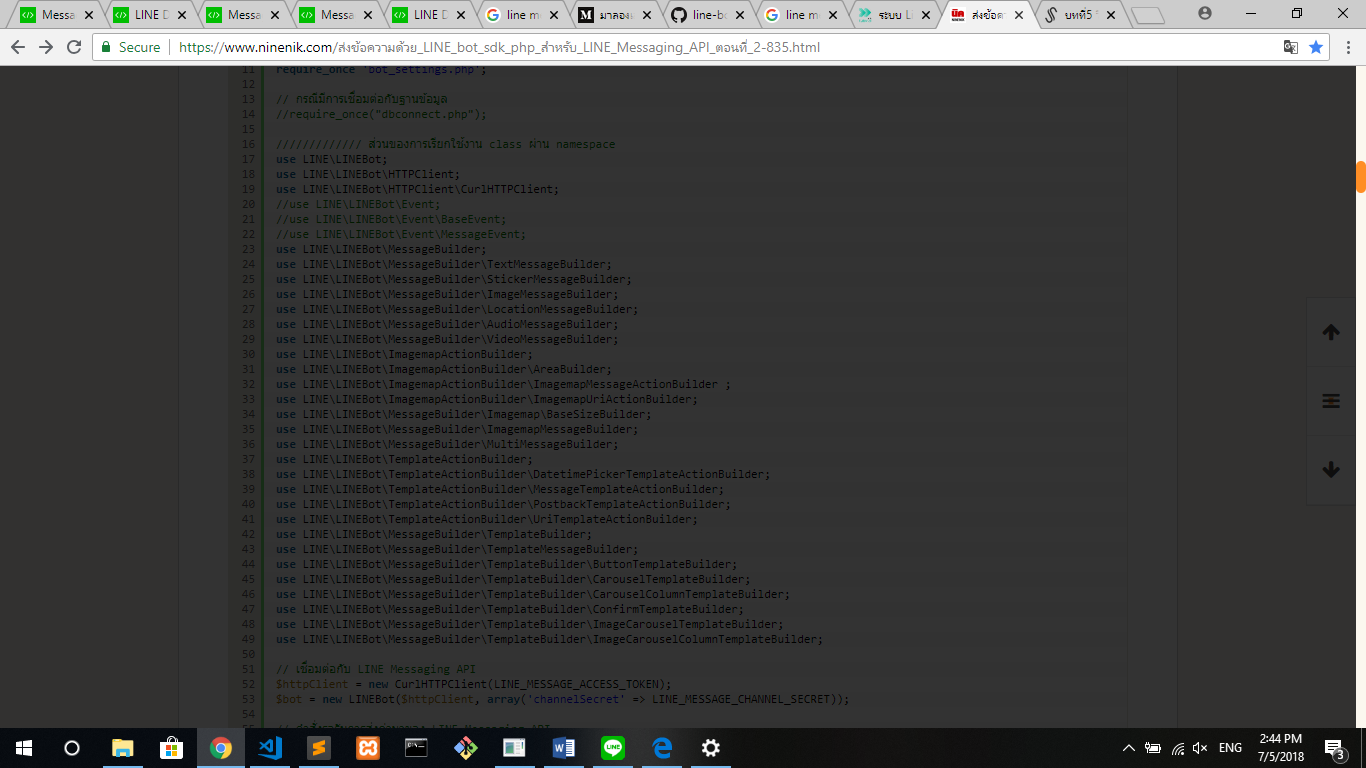 Messa
LINE D
Messa
Messa
LINE D
line me
มาลองเ
line-bo
line me
ระบบ LI
ส่งข้อคว
บทที่5
Secure
https://www.ninenik.com/ส่งข้อความด้วย_LINE_bot_sdk_php_สำหรับ_LINE_Messaging_API_ตอนที่_2-835.html
11 require_once 'bot_settings.php';
12
13 // กรณีมีการเชื่อมต่อกับฐานข้อมูล
14 //require_once("dbconnect.php");
15
16 ///////////// ส่วนของการเรียกใช้งาน class ผ่าน namespace
17 use LINE\LINEBot;
18 use LINE\LINEBot\HTTPClient;
19 use LINE\LINEBot\HTTPClient\CurlHTTPClient;
20 //use LINE\LINEBot\Event;
21 //use LINE\LINEBot\Event\BaseEvent;
22 //use LINE\LINEBot\Event\MessageEvent;
23 use LINE\LINEBot\MessageBuilder;
24 use LINE\LINEBot\MessageBuilder\TextMessageBuilder;
25 use LINE\LINEBot\MessageBuilder\StickerMessageBuilder;
26 use LINE\LINEBot\MessageBuilder\ImageMessageBuilder;
27 use LINE\LINEBot\MessageBuilder\LocationMessageBuilder;
28 use LINE\LINEBot\MessageBuilder\AudioMessageBuilder;
29 use LINE\LINEBot\MessageBuilder\VideoMessageBuilder;
30 use LINE\LINEBot\ImagemapActionBuilder;
31 use LINE\LINEBot\ImagemapActionBuilder\AreaBuilder;
32 use LINE\LINEBot\ImagemapActionBuilder\ImagemapMessageActionBuilder ;
33 use LINE\LINEBot\ImagemapActionBuilder\ImagemapUriActionBuilder;
34 use LINE\LINEBot\MessageBuilder\Imagemap\BaseSizeBuilder;
35 use LINE\LINEBot\MessageBuilder\ImagemapMessageBuilder;
36 use LINE\LINEBot\MessageBuilder\MultiMessageBuilder;
37 use LINE\LINEBot\TemplateActionBuilder;
38 use LINE\LINEBot\TemplateActionBuilder\DatetimePickerTemplateActionBuilder;
39 use LINE\LINEBot\TemplateActionBuilder\MessageTemplateActionBuilder;
40 use LINE\LINEBot\TemplateActionBuilder\PostbackTemplateActionBuilder;
41 use LINE\LINEBot\TemplateActionBuilder\UriTemplateActionBuilder;
42 use LINE\LINEBot\MessageBuilder\TemplateBuilder;
43 use LINE\LINEBot\MessageBuilder\TemplateMessageBuilder;
44 use LINE\LINEBot\MessageBuilder\TemplateBuilder\ButtonTemplateBuilder;
45 use LINE\LINEBot\MessageBuilder\TemplateBuilder\CarouselTemplateBuilder;
46 use LINE\LINEBot\MessageBuilder\TemplateBuilder\CarouselColumnTemplateBuilder;
47 use LINE\LINEBot\MessageBuilder\TemplateBuilder\ConfirmTemplateBuilder;
48 use LINE\LINEBot\MessageBuilder\TemplateBuilder\ImageCarouselTemplateBuilder;
49 use LINE\LINEBot\MessageBuilder\TemplateBuilder\ImageCarouselColumnTemplateBuilder;
50
51 // เชื่อมต่อกับ LINE Messaging API
52 $httpClient = new CurlHTTPClient(LINE_MESSAGE_ACCESS_TOKEN);
53 $bot = new LINEBot($httpClient, array('channelSecret' => LINE_MESSAGE_CHANNEL_SECRET));
54
ENG
2:44 PM
7/5/2018
3